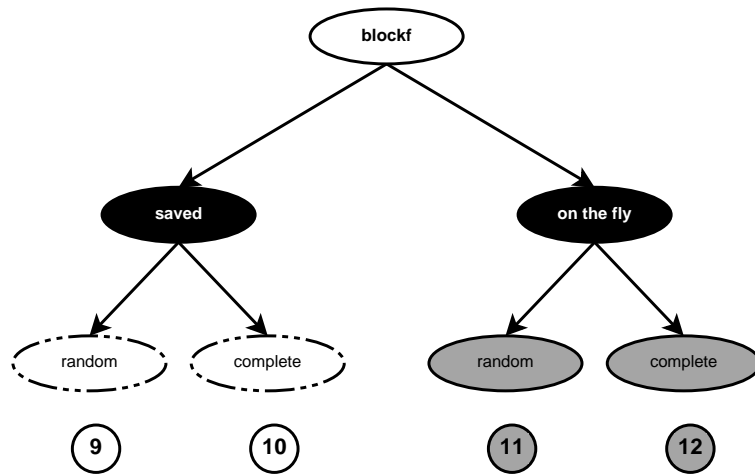 blockf
saved
on the fly
random
complete
random
complete
9
10
11
12